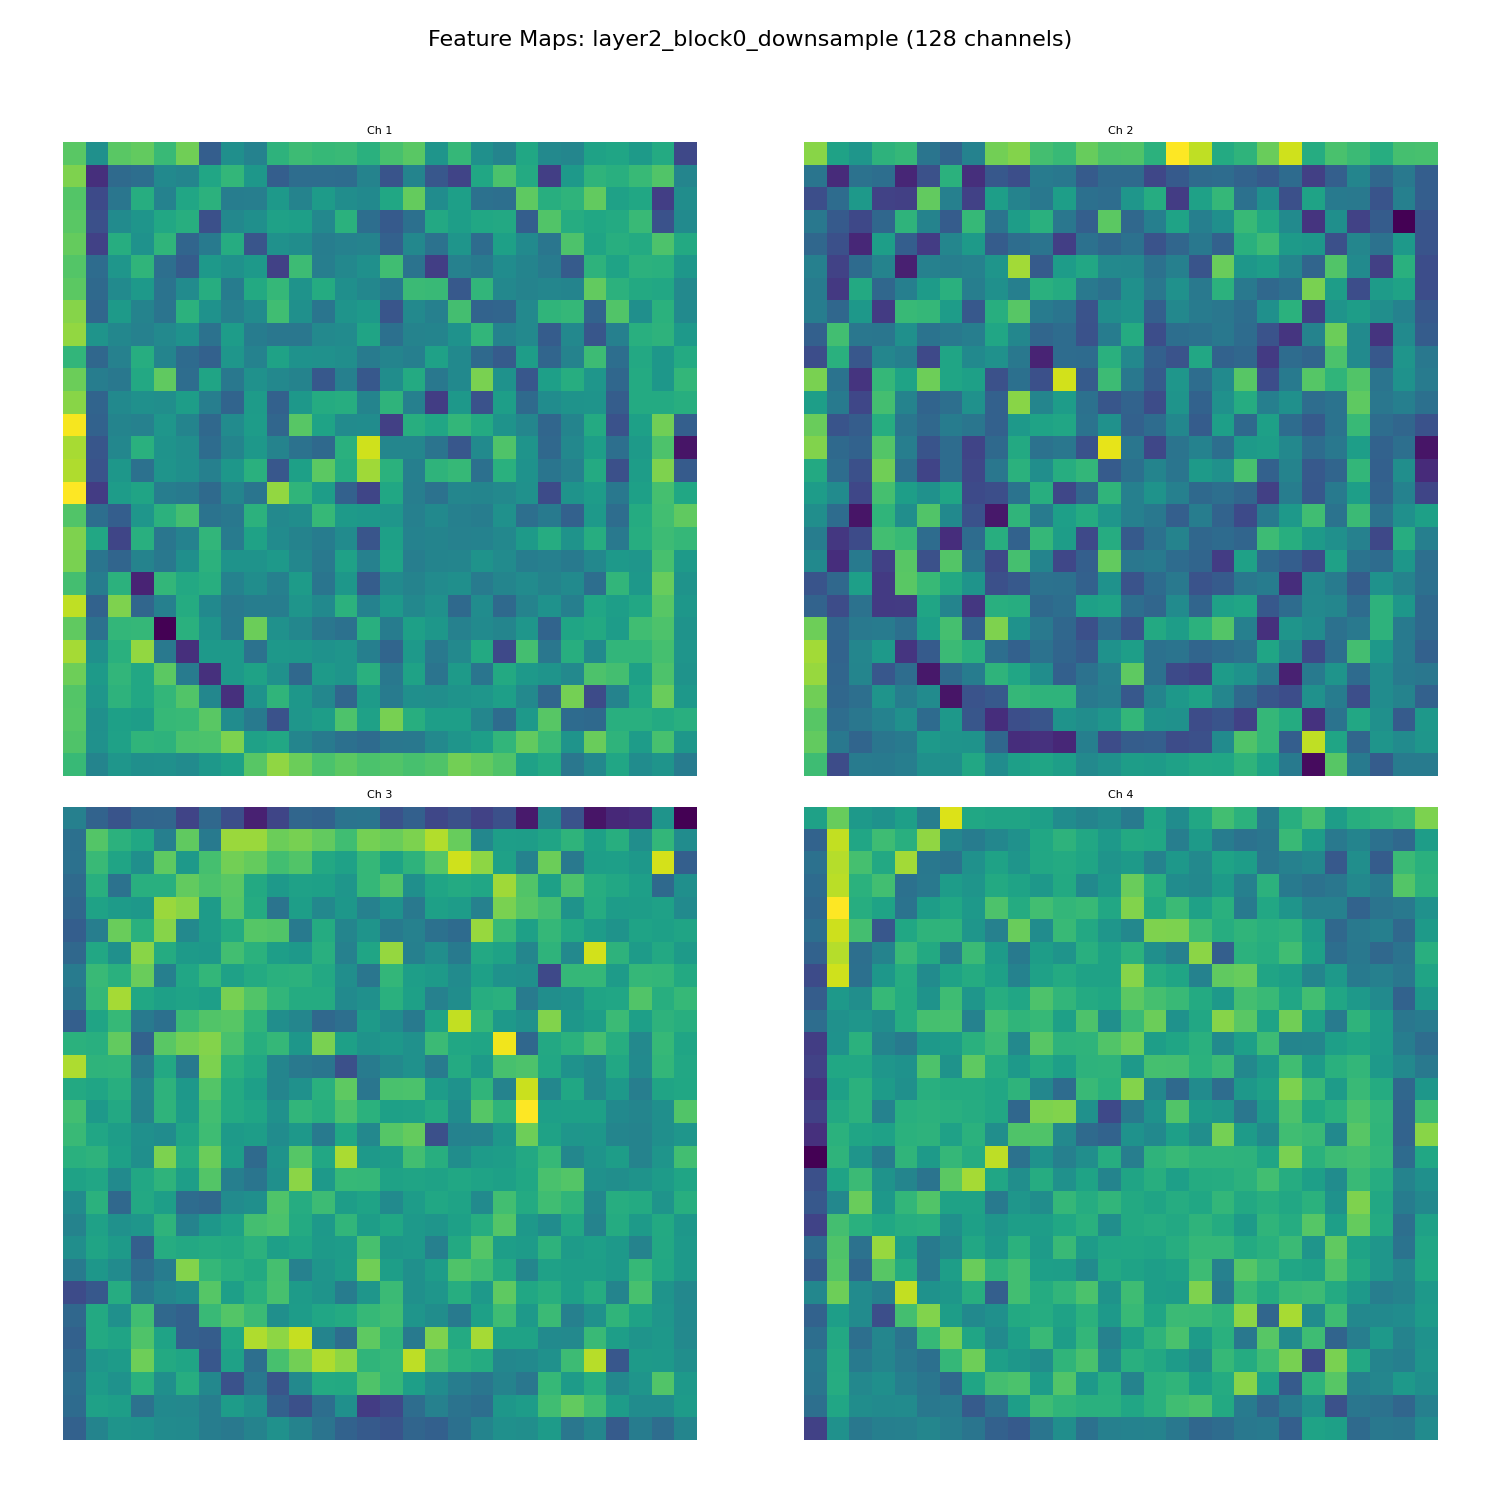 Feature Maps: layer2_block0_downsample (128 channels)
Ch 1
Ch 2
Ch 3
Ch 4